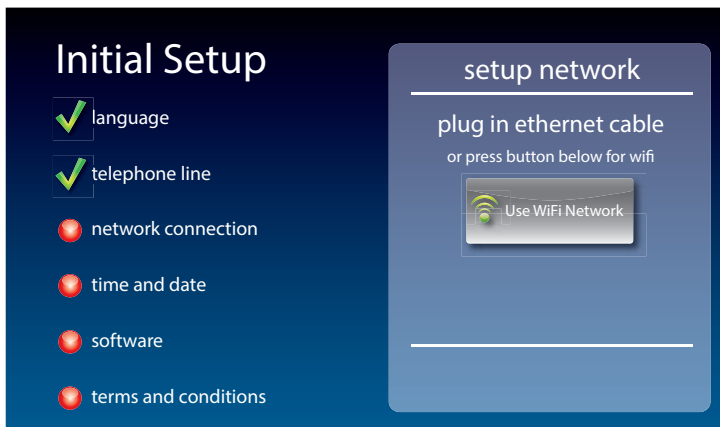 Initial Setup
language
telephone line
network connection
time and date
software
terms and conditions
setup network
plug in ethernet cable
or press button below for wifi
Use WiFi Network